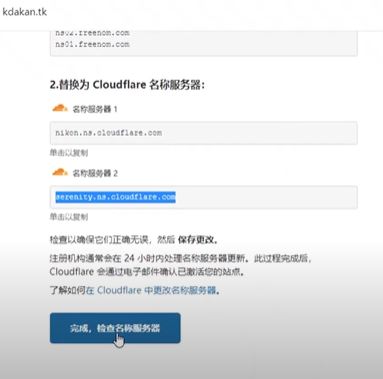 kdakan.tk
ns02.freenom.com
ns01.freenom.com
2.替换为 Cloudflare 名称服务器：
名称服务器 1
nikon.ns.cloudflare.com
单击以复制
名称服务器 2
serenity.ns.cloudflare.com
单击以复制
检查以确保它们正确无误，然后 保存更改。
注册机构通常会在 24 小时内处理名称服务器更新。此过程完成后，
Cloudflare 会通过电子邮件确认已激活您的站点。
了解如何在 Cloudflare 中更改名称服务器。
完成，检查名称服务器